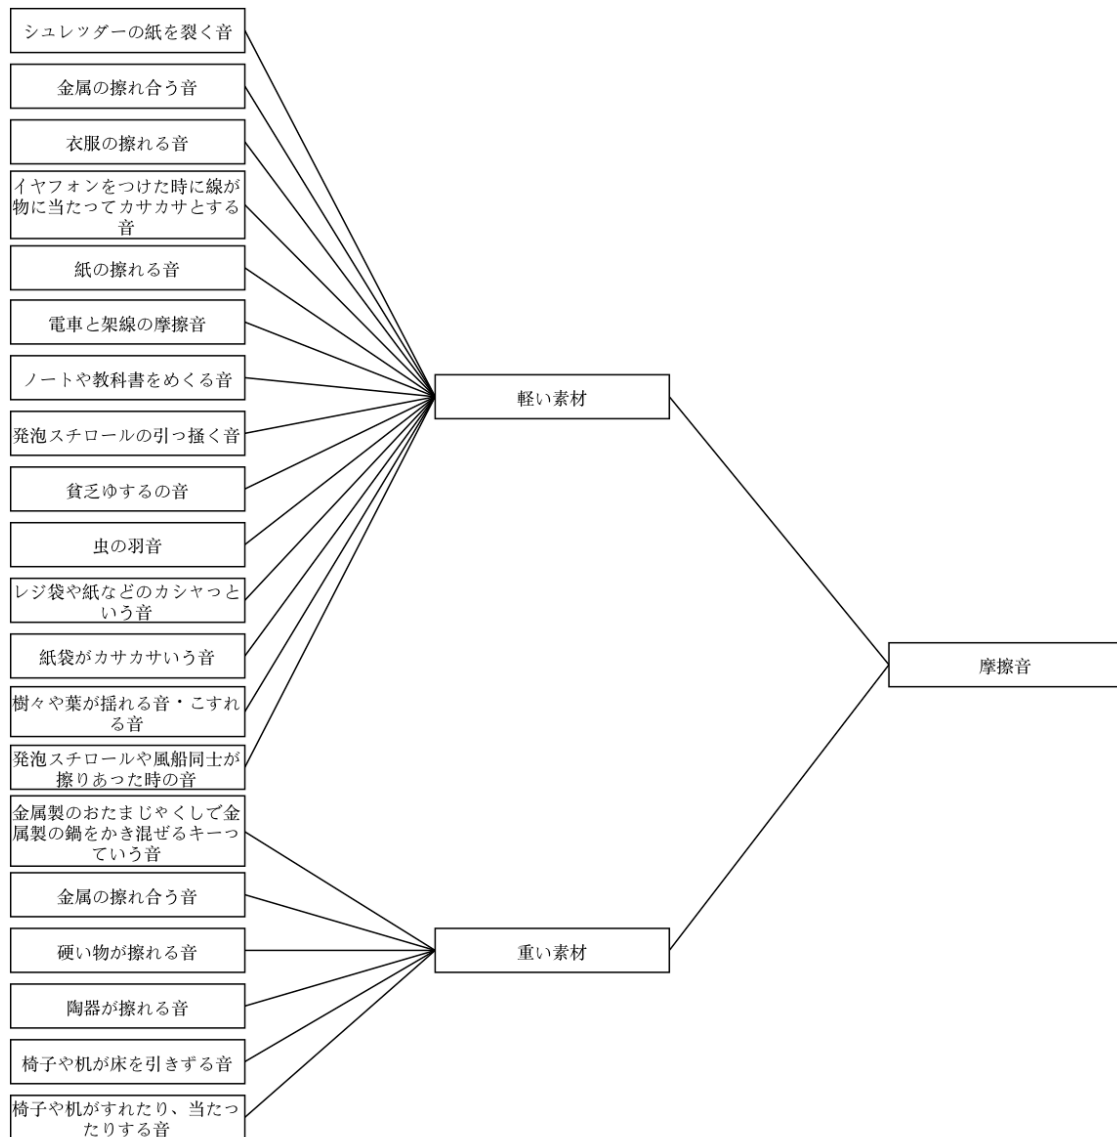 シュレッダーの紙を裂く音
金属の擦れ合う音
衣服の擦れる音
イヤフォンをつけた時に線が
物に当たってカサカサとする
音
紙の擦れる音
電車と架線の摩擦音
ノートや教科書をめくる音
発泡スチロールの引っ掻く音
貧乏ゆするの音
虫の羽音
レジ袋や紙などのカシャっと
いう音
紙袋がカサカサいう音
樹々や葉が揺れる音・こすれ
る音
発泡スチロールや風船同士が
擦りあった時の音
金属製のおたまじゃくしで金
属製の鍋をかき混ぜるキーっ
ていう音
金属の擦れ合う音
硬い物が擦れる音
陶器が擦れる音
椅子や机が床を引きずる音
椅子や机がすれたり、当たっ
たりする音
軽い素材
重い素材
摩擦音